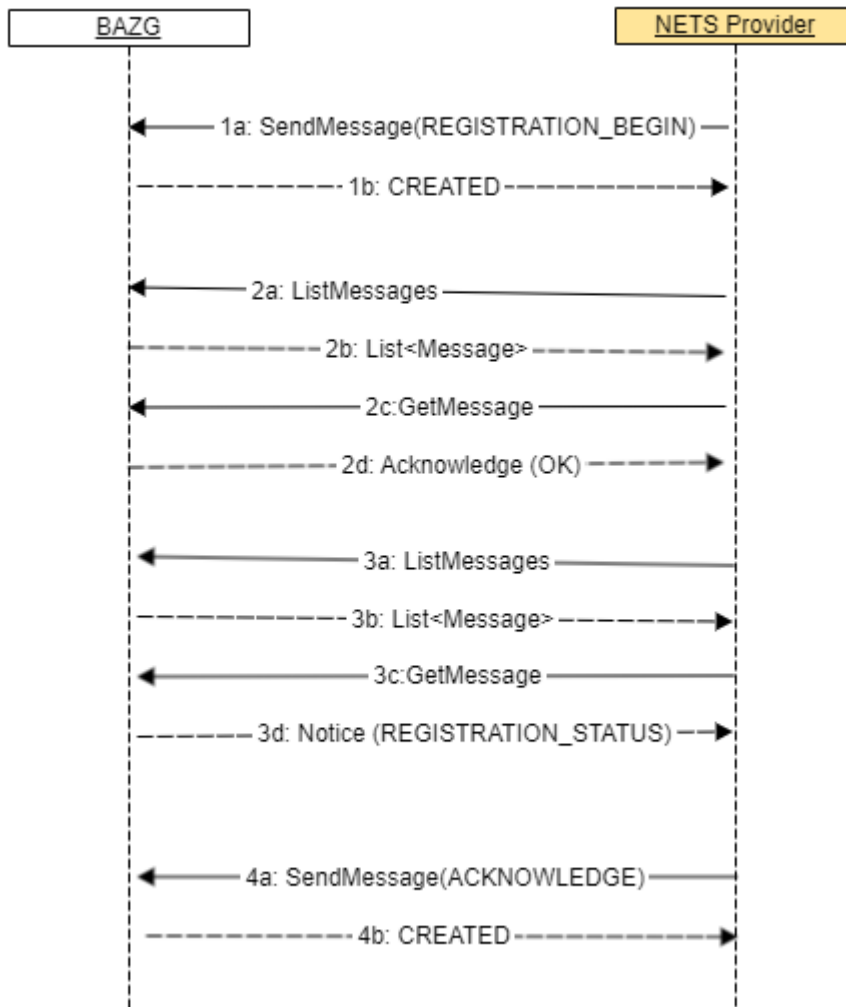 BAZG
NETS Provider
1a: SendMessage(REGISTRATION_BEGIN)
1b: CREATED
2a: ListMessages
2b: List<Message>
2c:GetMessage
2d: Acknowledge (OK)
3a: ListMessages
3b: List<Message>
3c:GetMessage
3d: Notice (REGISTRATION_STATUS)
4a: SendMessage(ACKNOWLEDGE)
4b: CREATED